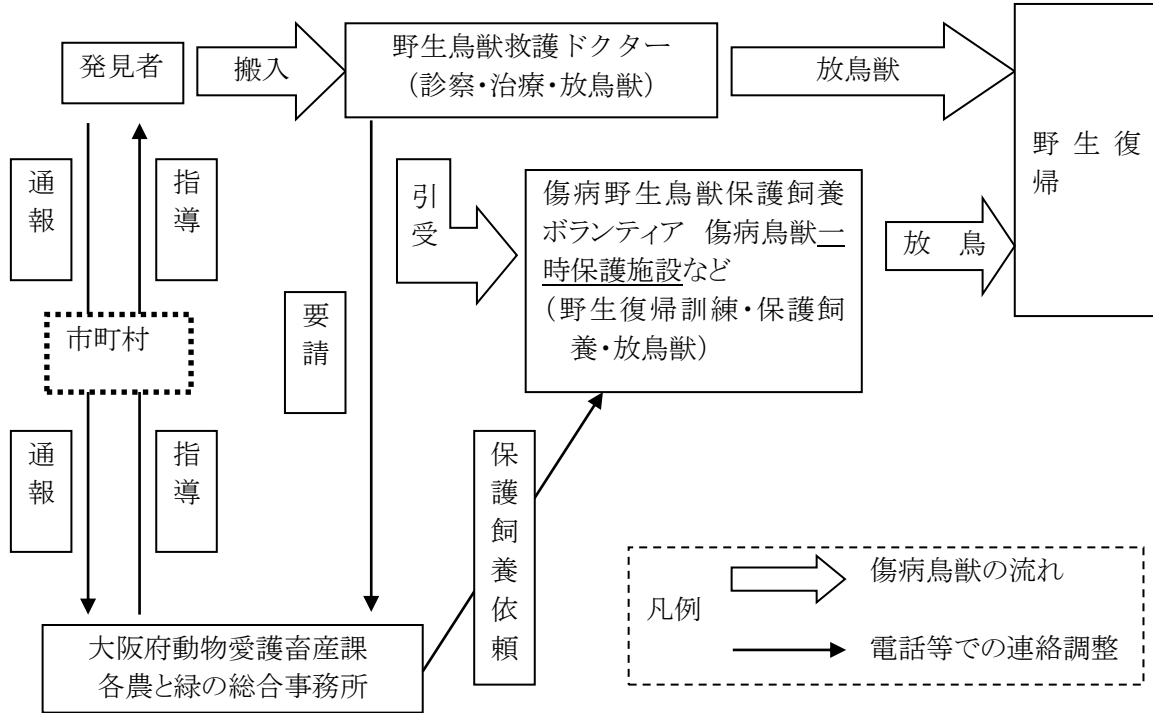 発見者
搬入
野生鳥獣救護ドクター
（診察・治療・放鳥獣）
放鳥獣
野生復
帰
通報
指導
引受
傷病野生鳥獣保護飼養
ボランティア 傷病鳥獣一
時保護施設など
（野生復帰訓練・保護飼
養・放鳥獣）
放 鳥
市町村
要請
通報
指導
保護飼養依頼
大阪府動物愛護畜産課
各農と緑の総合事務所
凡例
傷病鳥獣の流れ
電話等での連絡調整